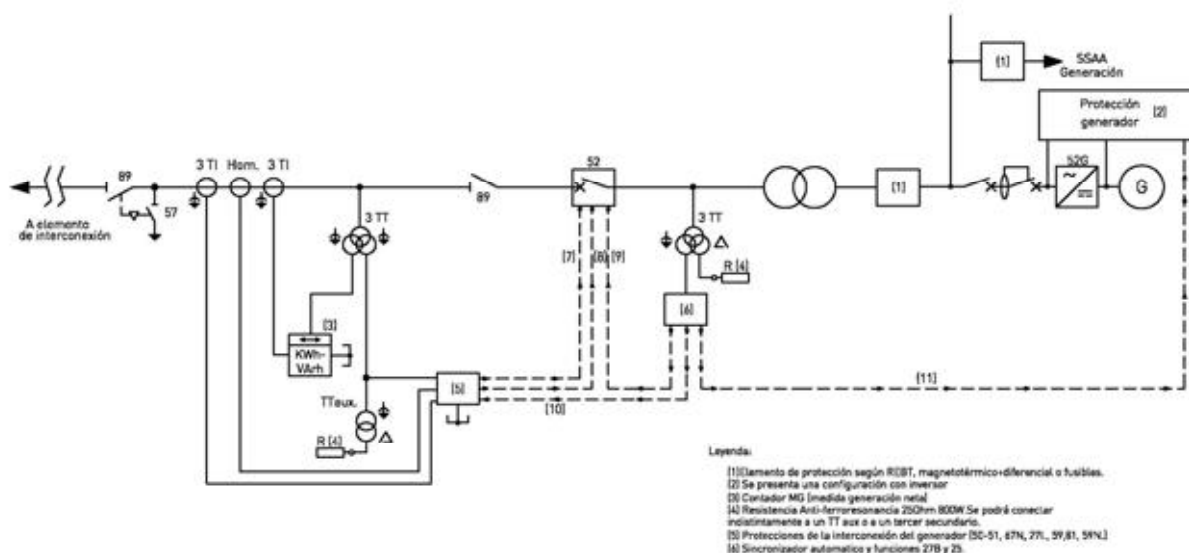 [1]
SSAA
Generación
Protección
generador
[2]
3 TI
Hom.
3 TI
52
52G
89
57
89
[1]
G
A elemento
de interconexión
3 TT
3 TT
[7]
[8]
[9]
R [4]
[3]
[6]
KWh-
VArh
[5]
[10]
[11]
TTaux.
R [4]
Leyenda:
[1] Elemento de protección según REBT, magnetotérmico+diferencial o fusibles.
[2] Se presenta una configuración con inversor
[3] Contador MG [medida generación neta]
[4] Resistencia Anti-ferroresonancia 25Ohm 800W.Se podrá conectar
indistintamente a un TT aux o a un tercer secundario.
[5] Protecciones de la interconexión del generador [50-51, 67N, 27L, 59,81, 59N.]
[6] Sincronizador automatico y funciones 27B y 25.